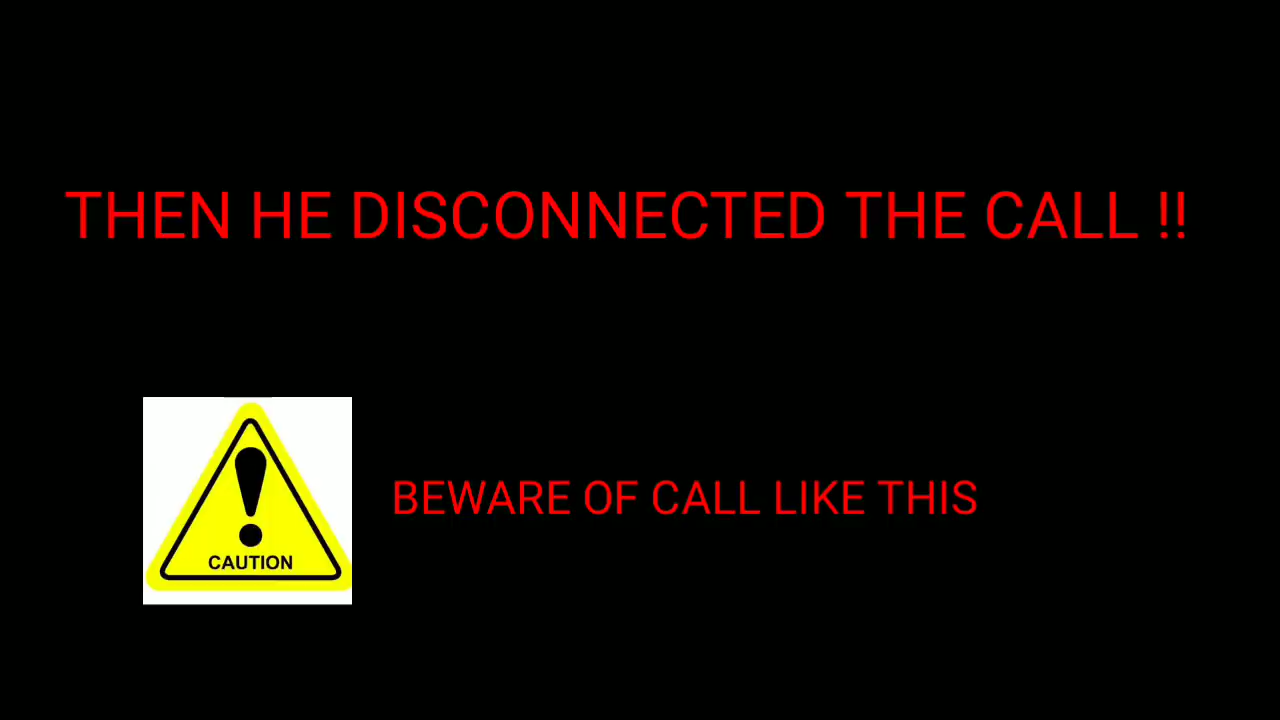 THEN HE DISCONNECTED THE CALL !!
CAUTION
BEWARE OF CALL LIKE THIS